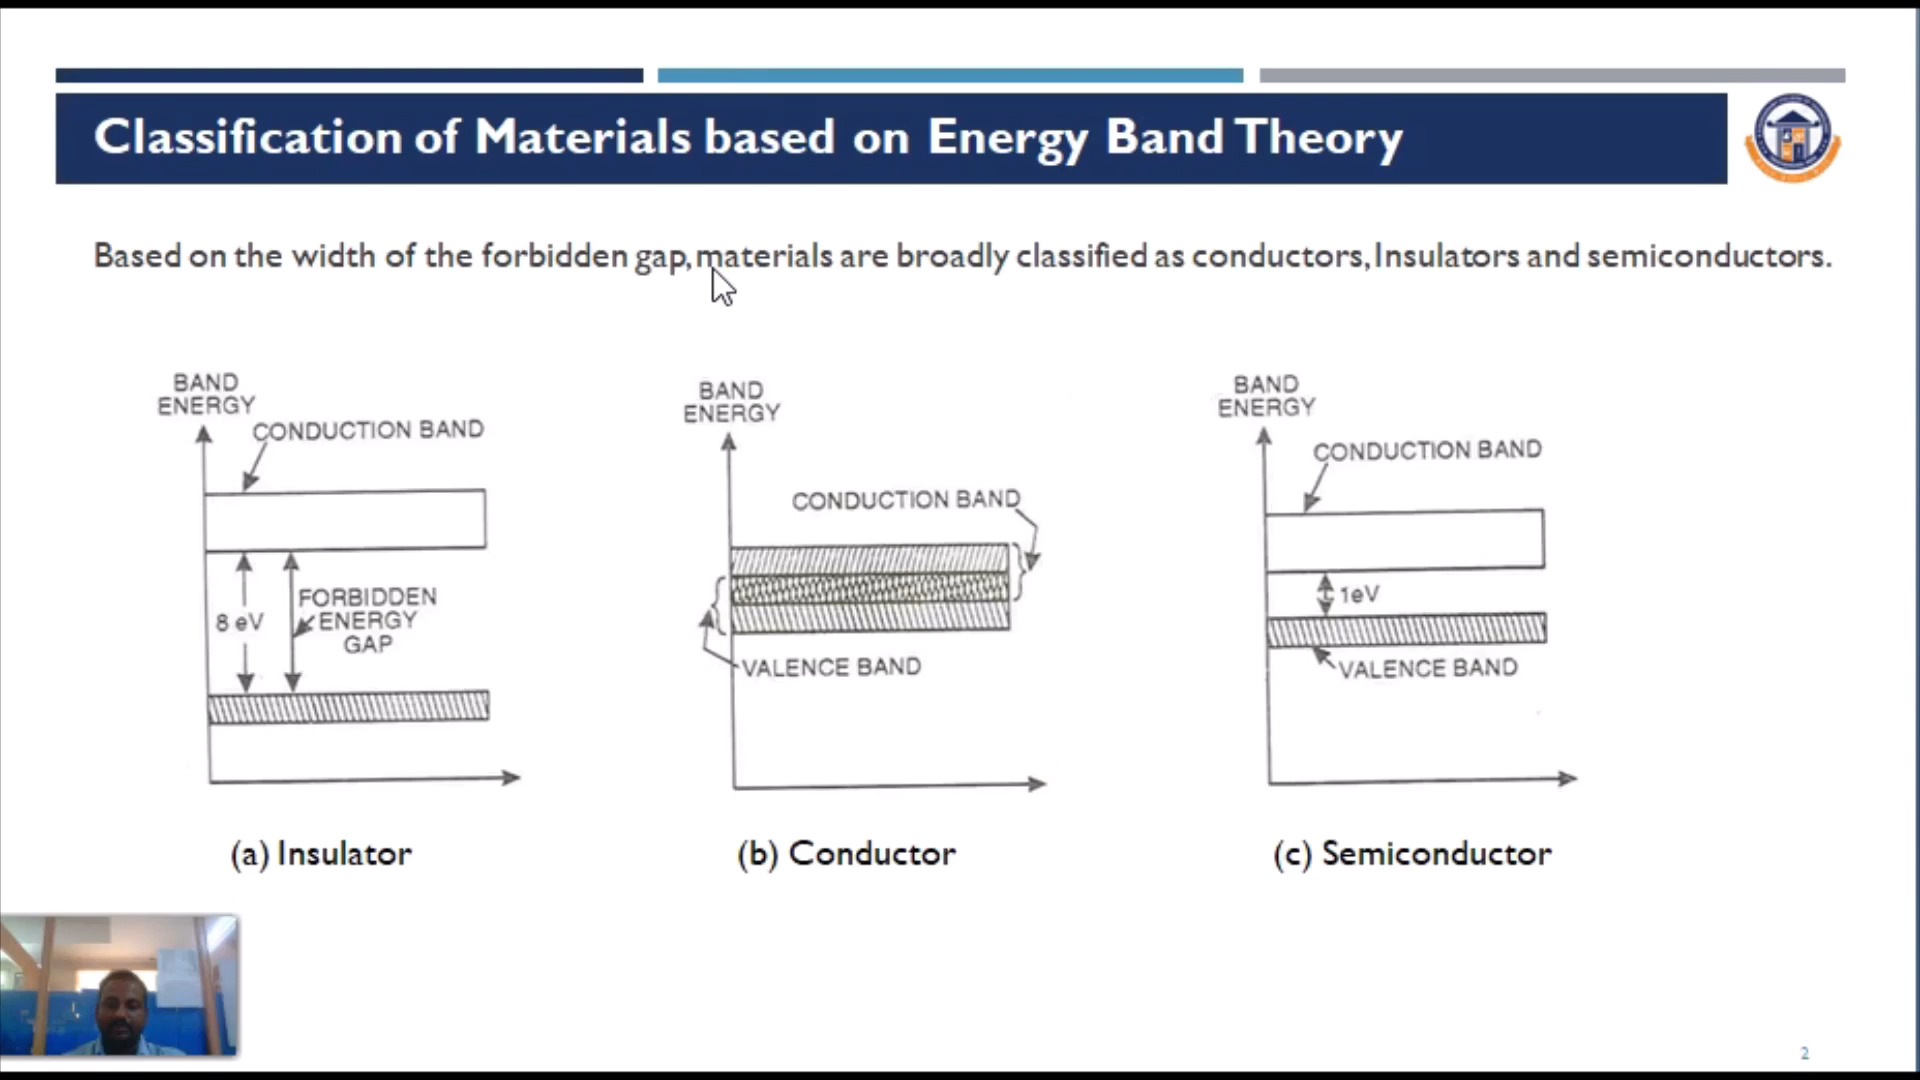 Classification of Materials based on Energy Band Theory
Based on the width of the forbidden gap, materials are broadly classified as conductors, Insulators and semiconductors.
BAND
ENERGY
CONDUCTION BAND
8 eV
FORBIDDEN
ENERGY
GAP
(a) Insulator
BAND
ENERGY
CONDUCTION BAND
VALENCE BAND
(b) Conductor
BAND
ENERGY
CONDUCTION BAND
1eV
VALENCE BAND
(c) Semiconductor
2